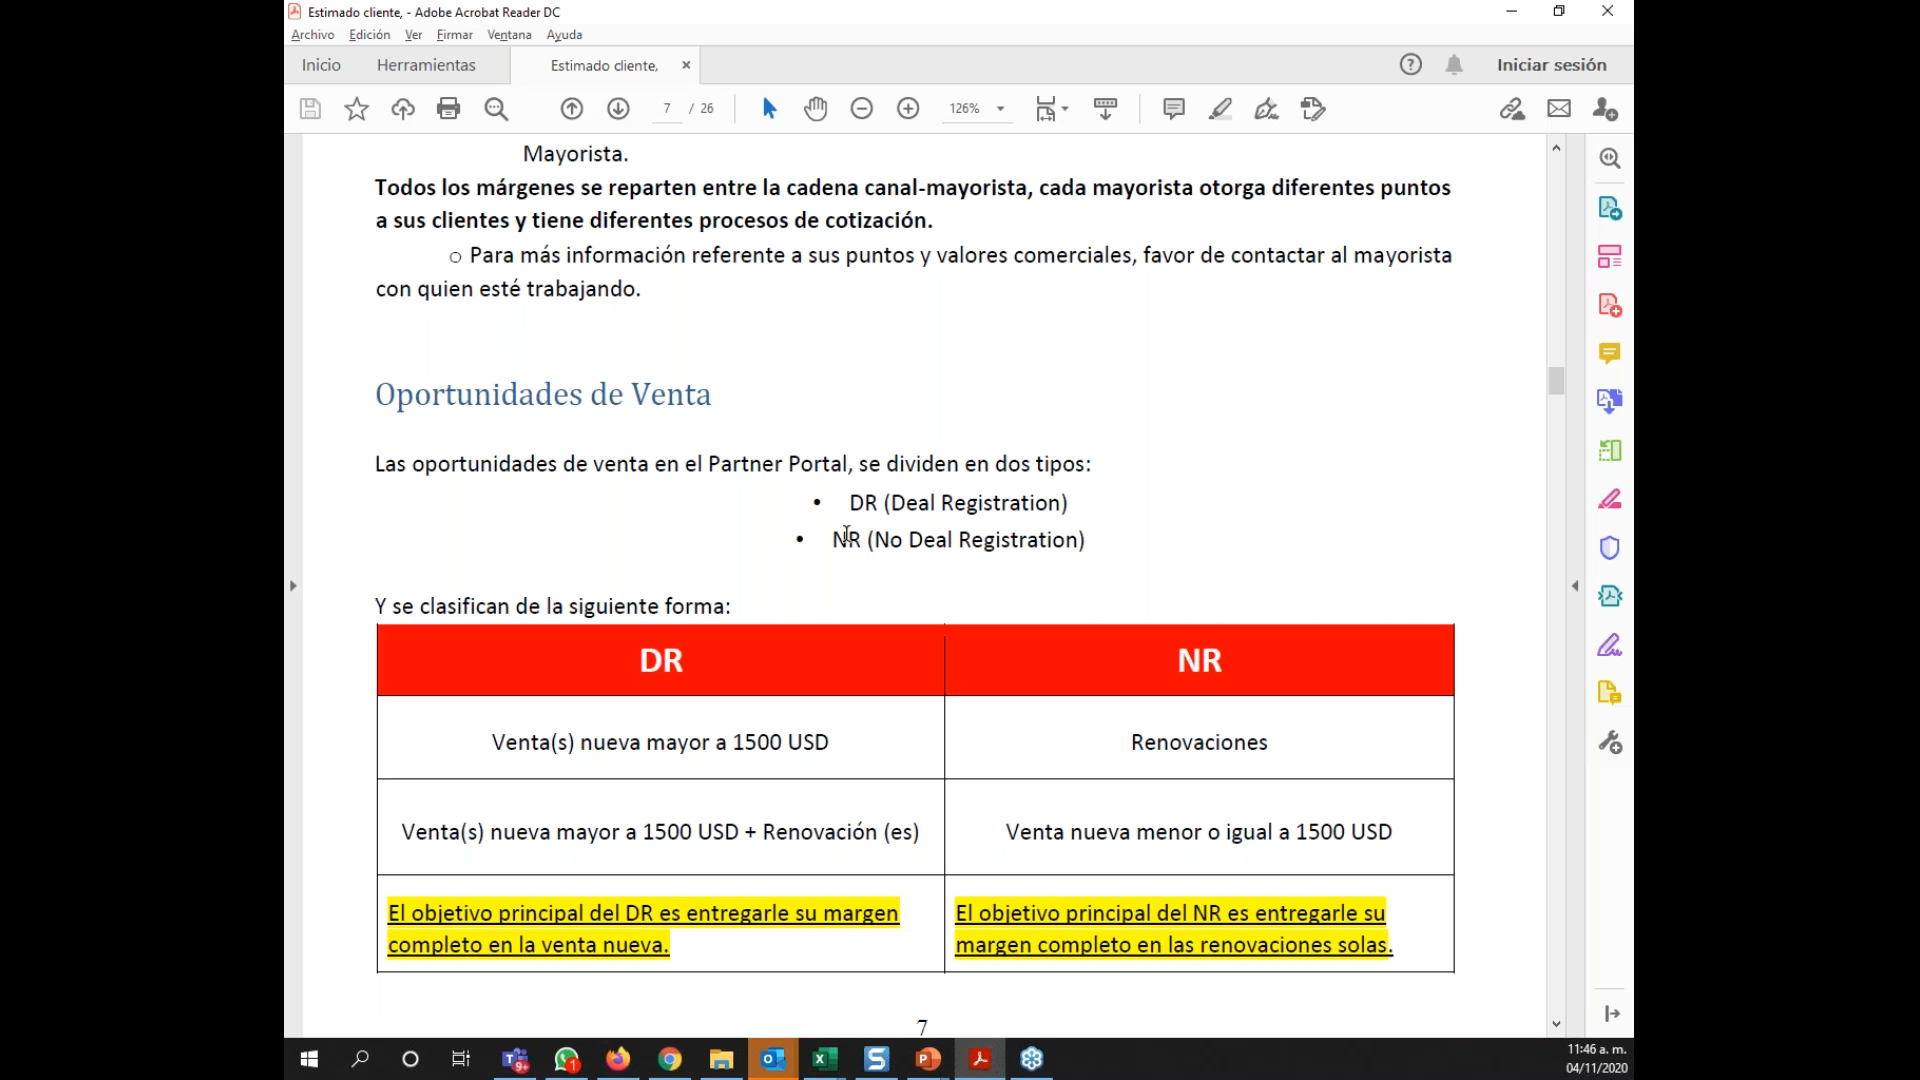 Estimado cliente, - Adobe Acrobat Reader DC
Archivo Edición Ver Firmar Ventana Ayuda
Inicio Herramientas Estimado cliente, × Iniciar sesión
7 / 26 126%
Mayorista.
Todos los márgenes se reparten entre la cadena canal-mayorista, cada mayorista otorga diferentes puntos
a sus clientes y tiene diferentes procesos de cotización.
o Para más información referente a sus puntos y valores comerciales, favor de contactar al mayorista
con quien esté trabajando.
Oportunidades de Venta
Las oportunidades de venta en el Partner Portal, se dividen en dos tipos:
• DR (Deal Registration)
• NR (No Deal Registration)
Y se clasifican de la siguiente forma:
DR NR
Venta(s) nueva mayor a 1500 USD Renovaciones
Venta(s) nueva mayor a 1500 USD + Renovación (es) Venta nueva menor o igual a 1500 USD
El objetivo principal del DR es entregarle su margen
completo en la venta nueva.
El objetivo principal del NR es entregarle su
margen completo en las renovaciones solas.
7
9+ 1
11:46 a. m.
04/11/2020